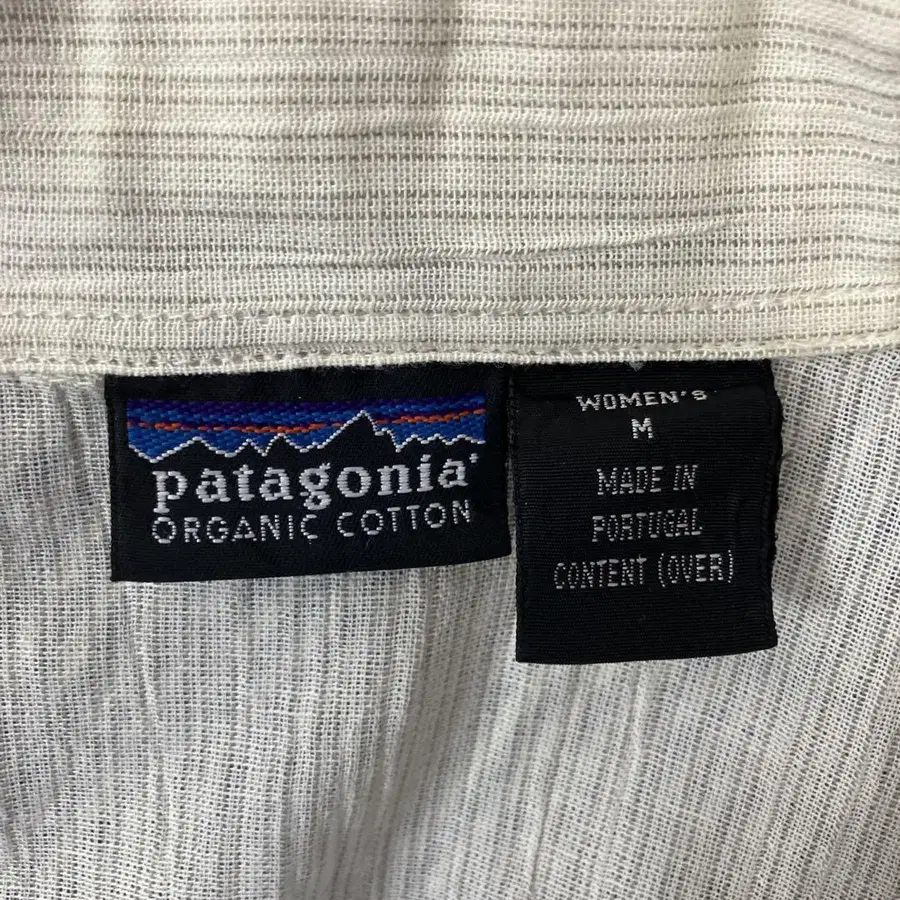 patagonia
ORGANIC COTTON
WOMEN'S
M
MADE IN
PORTUGAL
CONTENT (OVER)